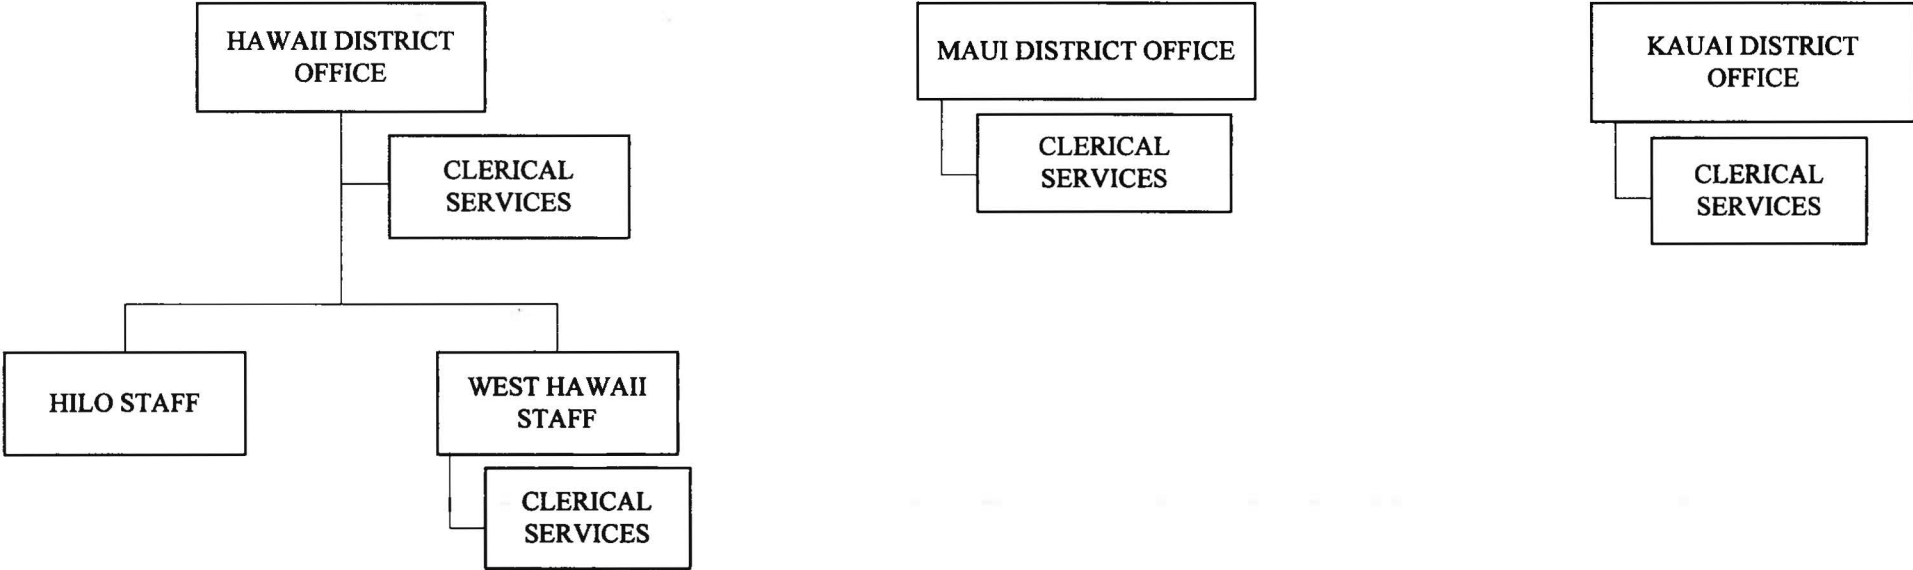 HAWAII DISTRICT
OFFICE
CLERICAL
SERVICES
HILO STAFF
WEST HAWAII
STAFF
CLERICAL
SERVICES
MAUI DISTRICT OFFICE
CLERICAL
SERVICES
KAUAI DISTRICT
OFFICE
CLERICAL
SERVICES